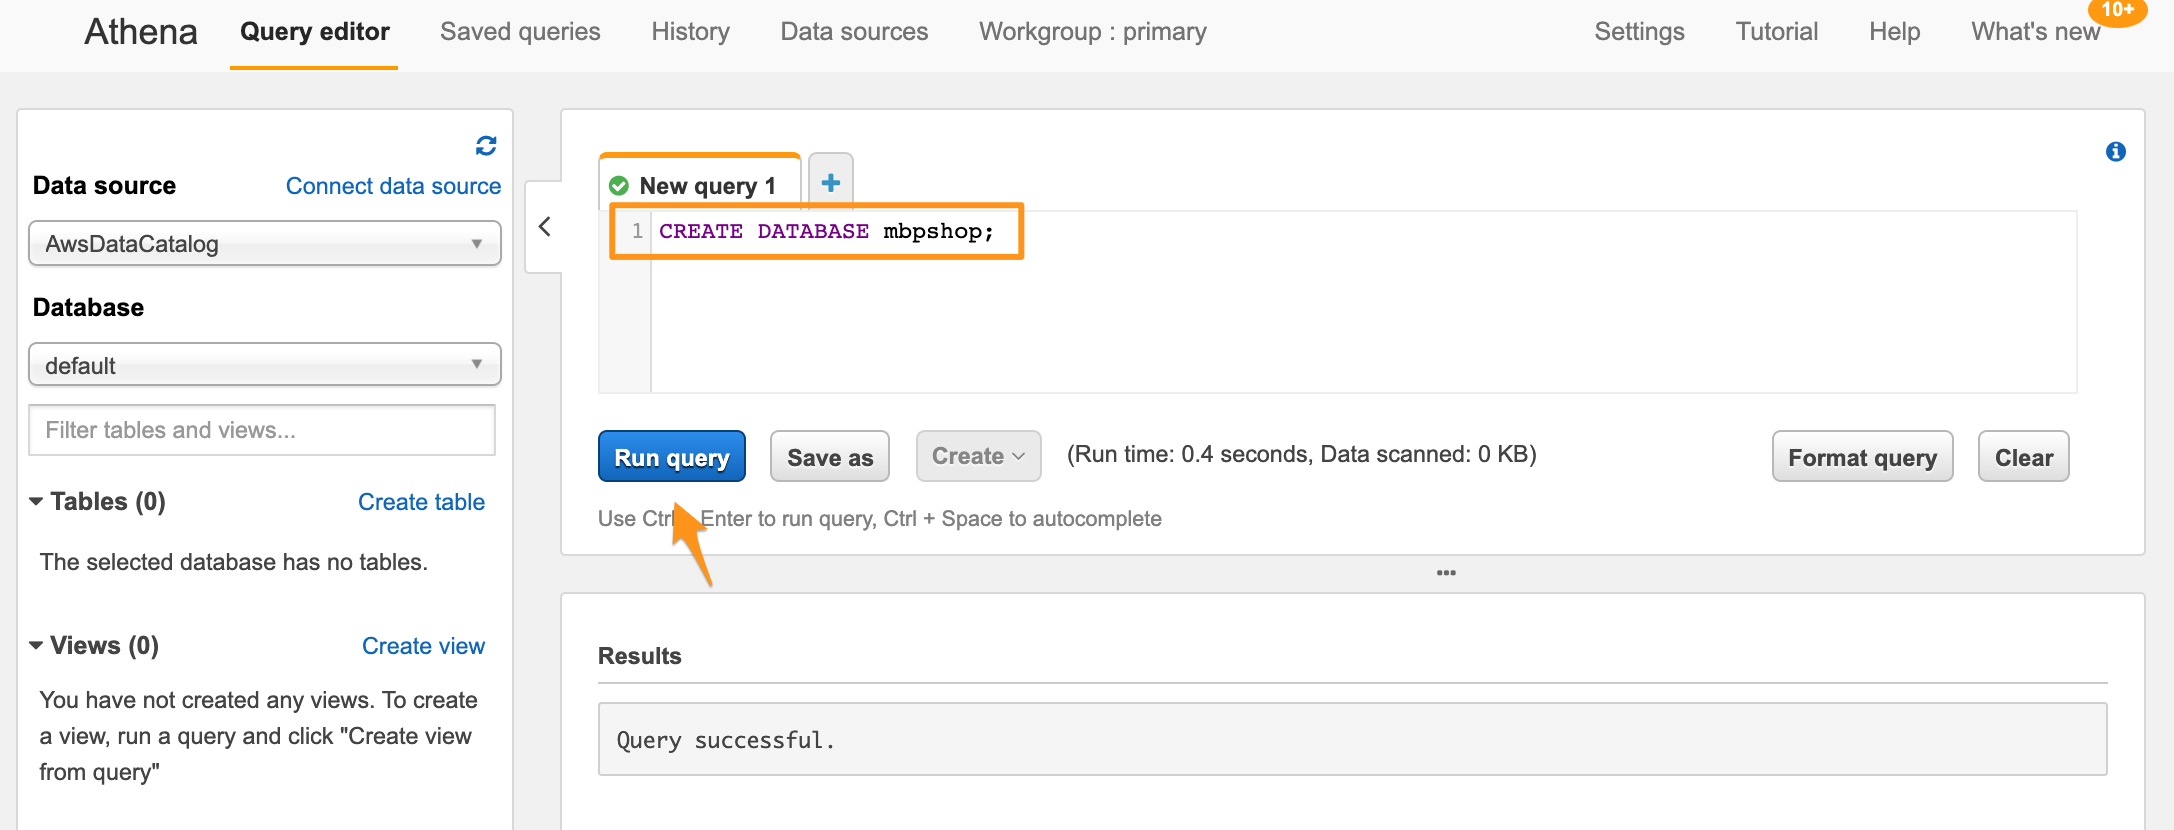 Athena Query editor Saved queries History Data sources Workgroup : primary Settings Tutorial Help What's new 10+
Data source Connect data source
AwsDataCatalog
Database
default
Filter tables and views...
Tables (0) Create table
The selected database has no tables.
Views (0) Create view
You have not created any views. To create
a view, run a query and click "Create view
from query"
New query 1
1 CREATE DATABASE mbpshop;
Run query Save as Create (Run time: 0.4 seconds, Data scanned: 0 KB) Format query Clear
Use Ctrl Enter to run query, Ctrl + Space to autocomplete
Results
Query successful.